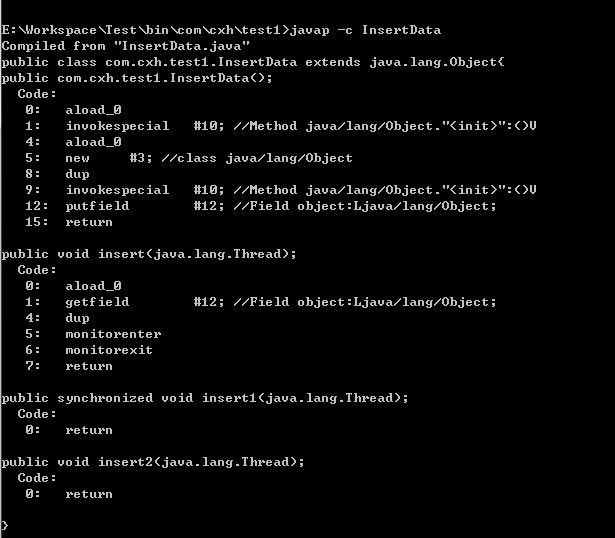 E:\Workspace\Test\bin\com\cxh\test1>javap -c InsertData
Compiled from "InsertData.java"
public class com.cxh.test1.InsertData extends java.lang.Object{
public com.cxh.test1.InsertData();
  Code:
   0:   aload_0
   1:   invokespecial   #10; //Method java/lang/Object."<init>":()V
   4:   aload_0
   5:   new     #3; //class java/lang/Object
   8:   dup
   9:   invokespecial   #10; //Method java/lang/Object."<init>":()V
   12:  putfield        #12; //Field object:Ljava/lang/Object;
   15:  return

public void insert(java.lang.Thread);
  Code:
   0:   aload_0
   1:   getfield        #12; //Field object:Ljava/lang/Object;
   4:   dup
   5:   monitorenter
   6:   monitorexit
   7:   return

public synchronized void insert1(java.lang.Thread);
  Code:
   0:   return

public void insert2(java.lang.Thread);
  Code:
   0:   return

}